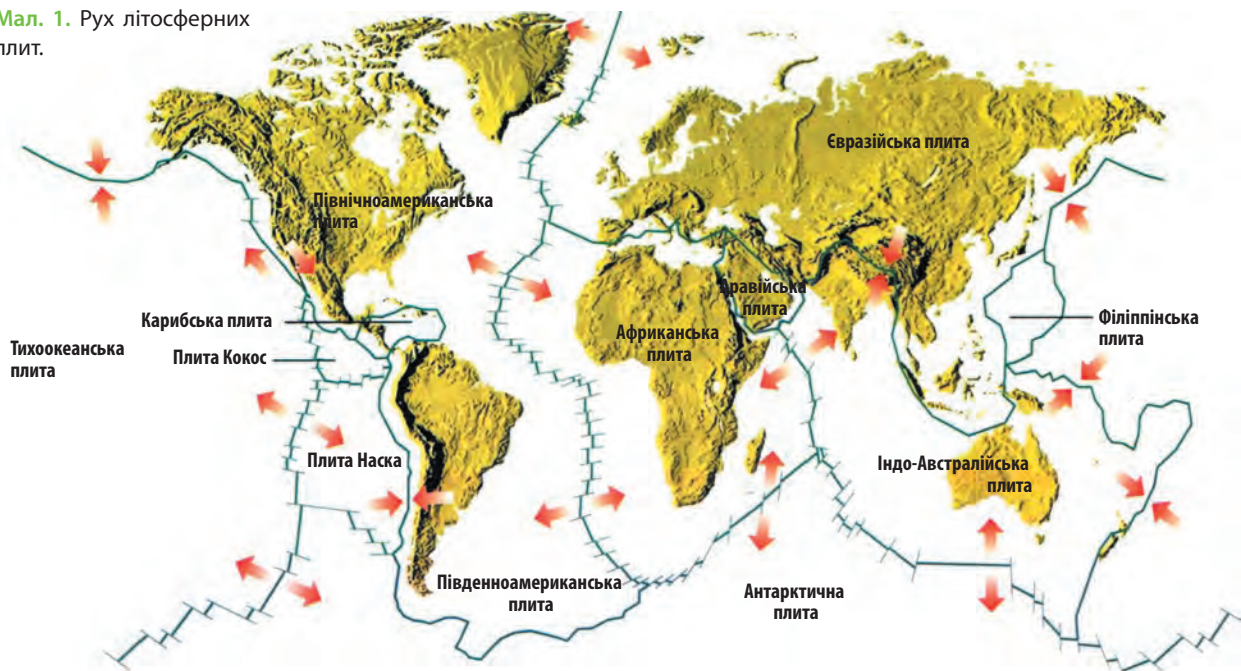 Мал. 1. Рух літосферних
плит.
Євразійська плита
Північноамериканська
плита
Аравійська
плита
Карибська плита
Африканська
плита
Філіппінська
плита
Тихоокеанська
плита
Плита Кокос
Плита Наска
Індо-Австралійська
плита
Південноамериканська
плита
Антарктична
плита